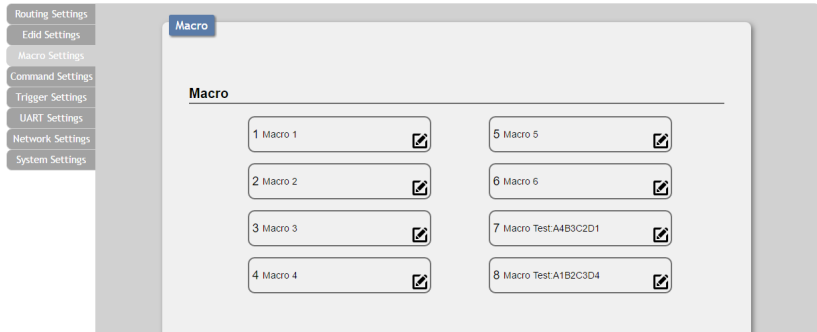 Routing Settings
Edid Settings
Macro Settings
Command Settings
Trigger Settings
UART Settings
Network Settings
System Settings
Macro
Macro
1 Macro 1
2 Macro 2
3 Macro 3
4 Macro 4
5 Macro 5
6 Macro 6
7 Macro Test:A4B3C2D1
8 Macro Test:A1B2C3D4